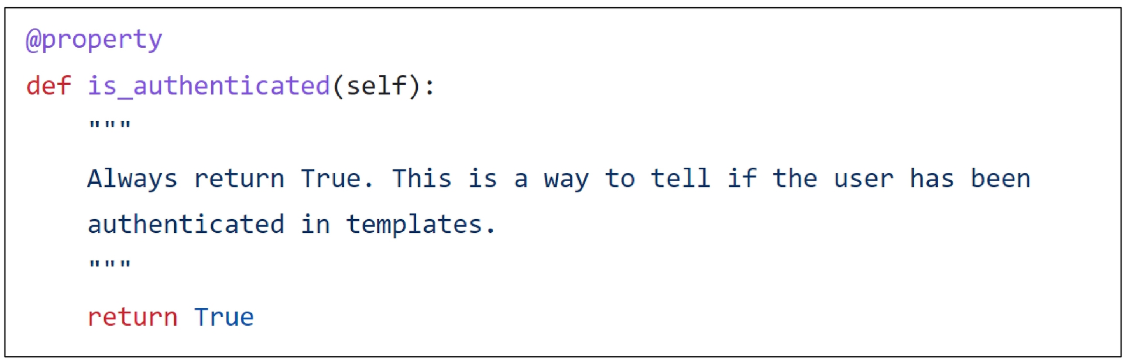 @property
def is_authenticated(self):
    """
    Always return True. This is a way to tell if the user has been
    authenticated in templates.
    """
    return True